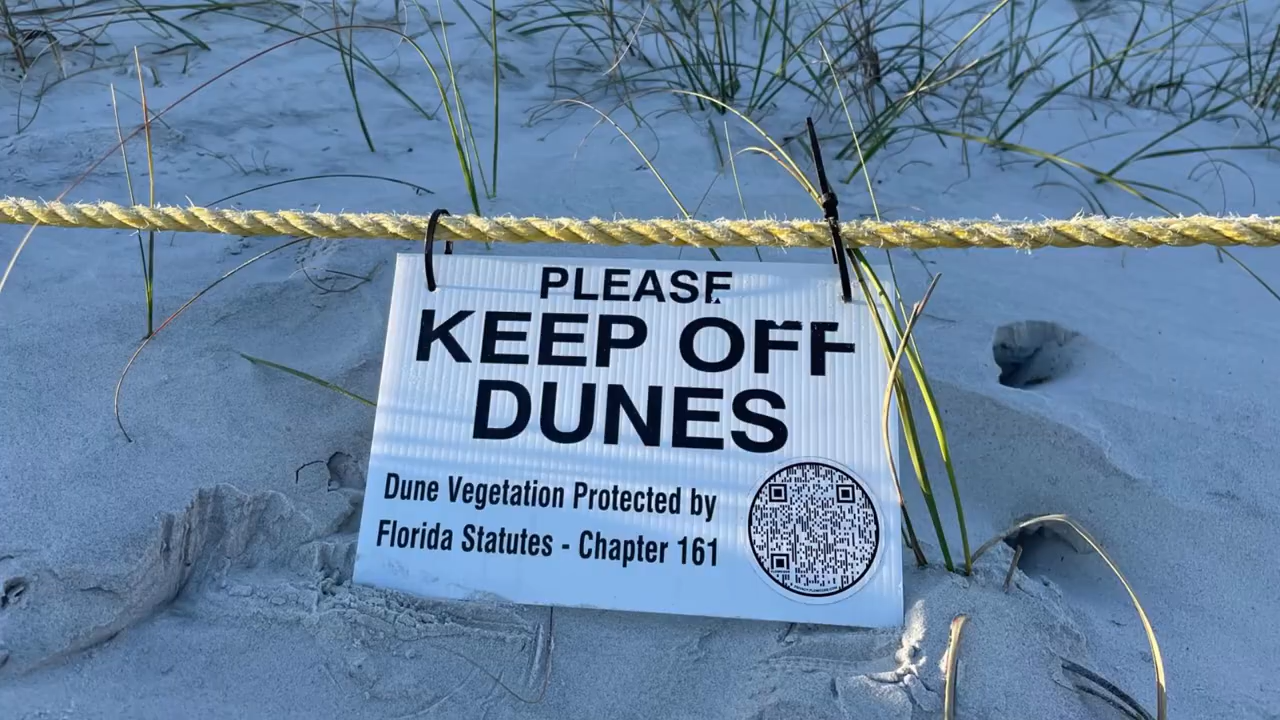 PLEASE
KEEP OFF
DUNES
Dune Vegetation Protected by
Florida Statutes - Chapter 161